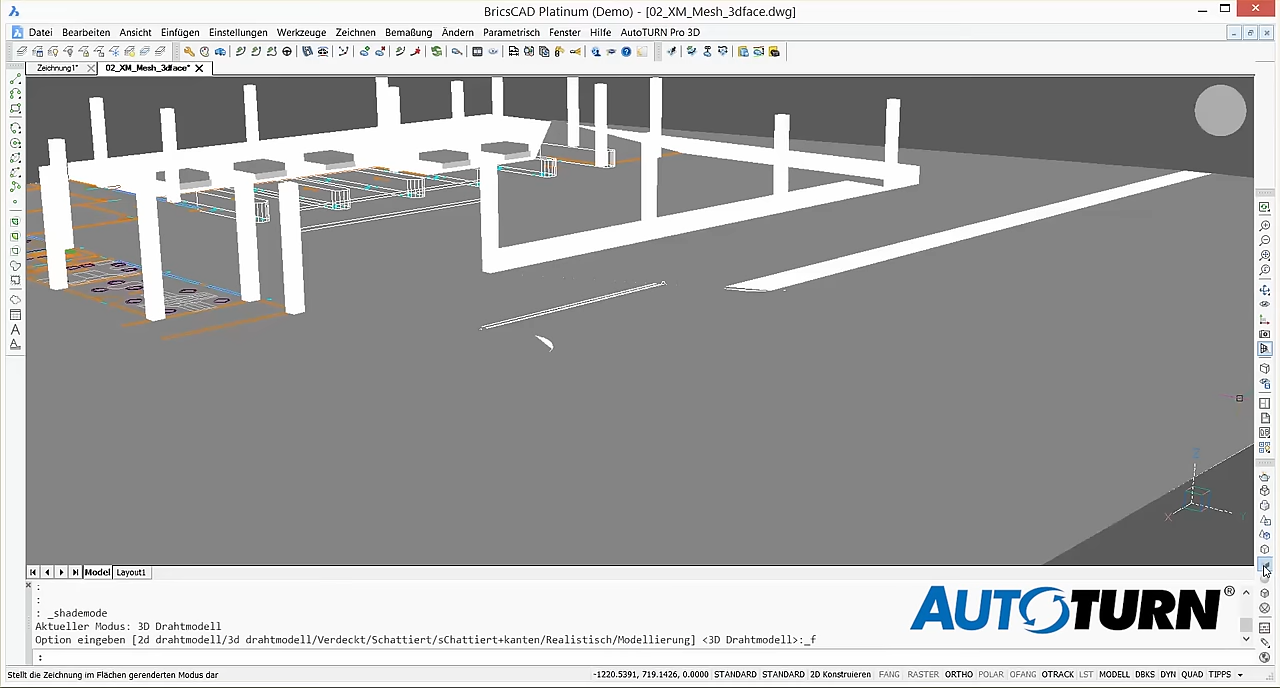 BricsCAD Platinum (Demo) - [02_XM_Mesh_3dface.dwg]
Datei Bearbeiten Ansicht Einfügen Einstellungen Werkzeuge Zeichnen Bemaßung Ändern Parametrisch Fenster Hilfe AutoTURN Pro 3D
Zeichnung1* 02_XM_Mesh_3dface*
Z
X
Model Layout1
:
:
: _shademode
Aktueller Modus: 3D Drahtmodell
Option eingeben [2d drahtmodell/3d drahtmodell/Verdeckt/Schattiert/sChattiert+kanten/Realistisch/Modellierung] <3D Drahtmodell>:_f
:
AUTOTURN®
Stellt die Zeichnung im Flächen gerenderten Modus dar
-1220.5391, 719.1426, 0.0000 STANDARD STANDARD 2D Konstruieren FANG RASTER ORTHO POLAR OFANG OTRACK LST MODELL DBKS DYN QUAD TIPPS